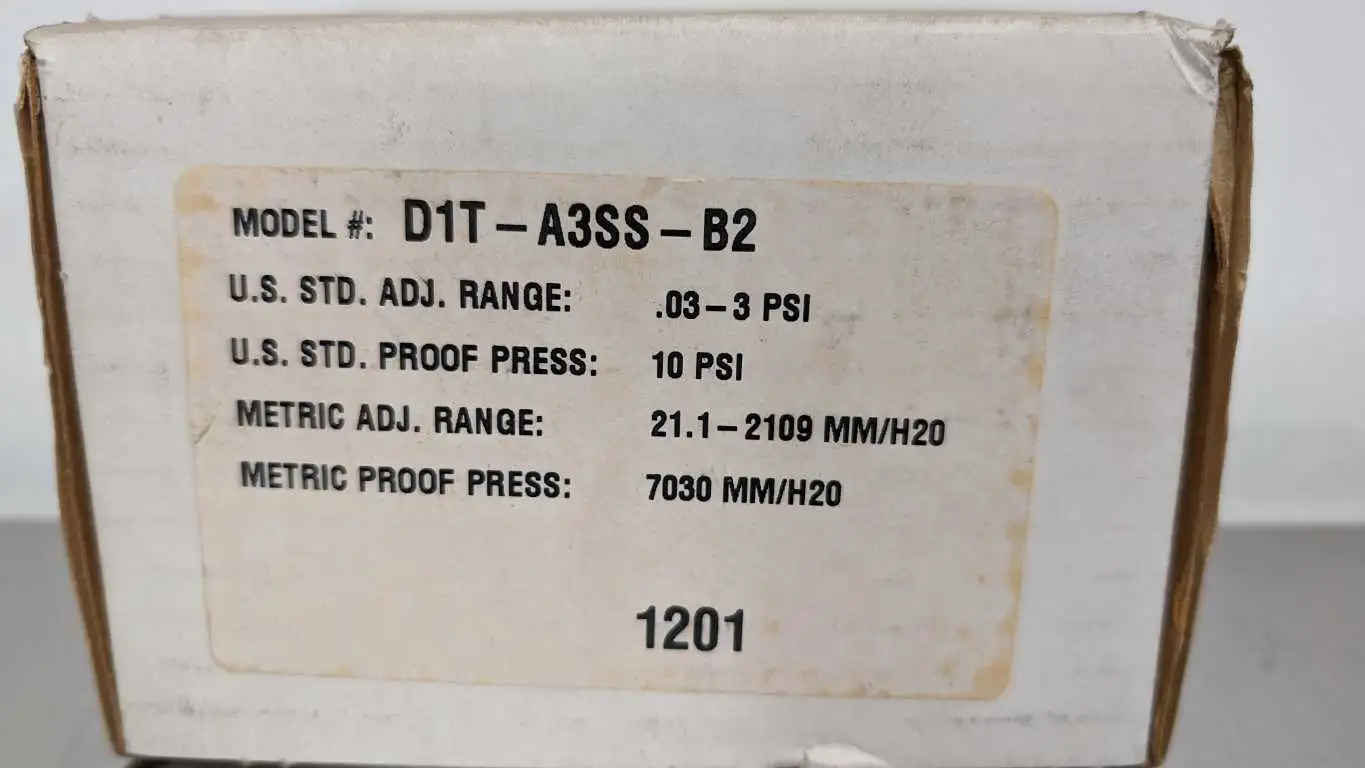 MODEL #: D1T – A3SS – B2
U.S. STD. ADJ. RANGE: .03 – 3 PSI
U.S. STD. PROOF PRESS: 10 PSI
METRIC ADJ. RANGE: 21.1 – 2109 MM/H20
METRIC PROOF PRESS: 7030 MM/H20
1201